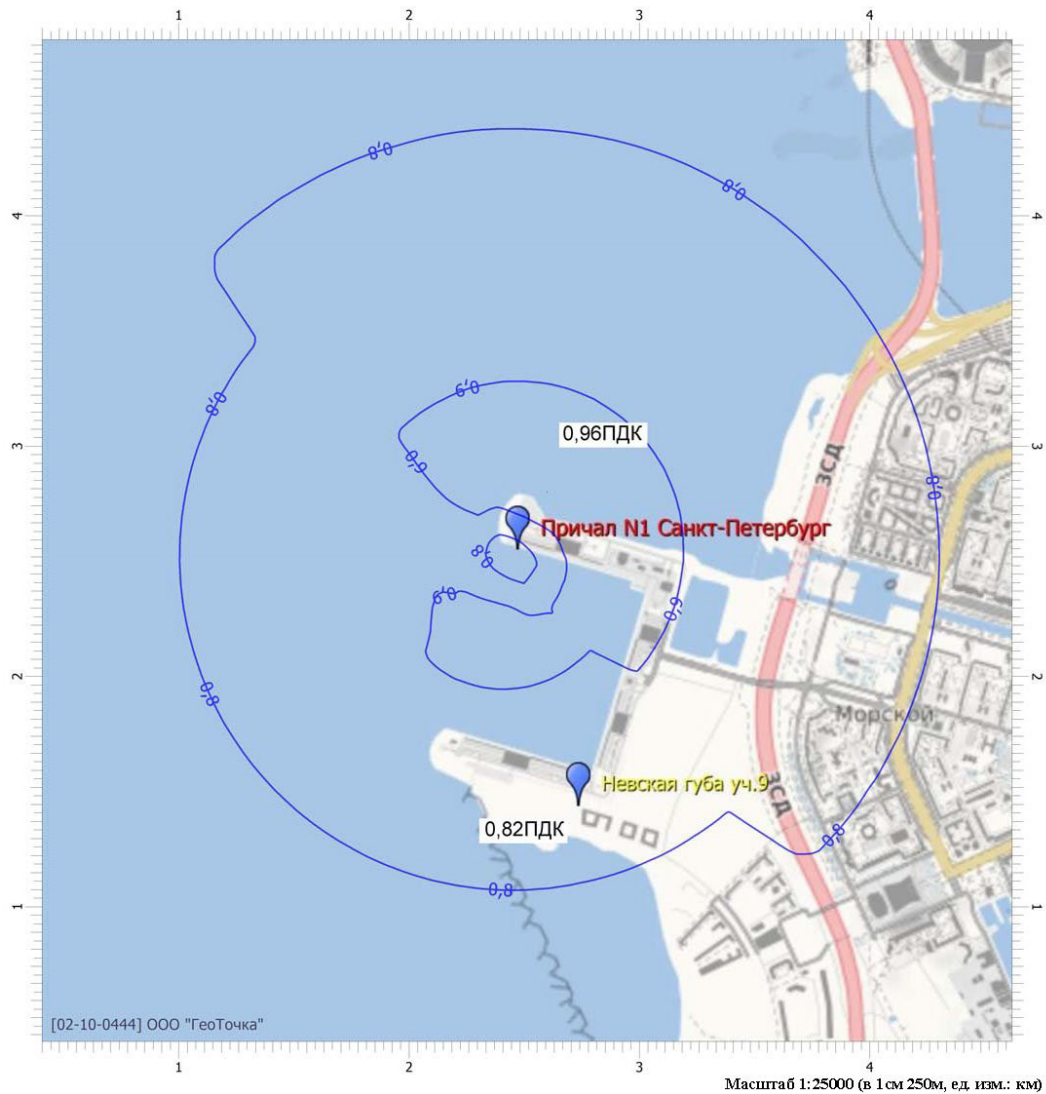 1 2 3 4
0,8
0,8
4 4
0,8
0,9
0,96ПДК
3 3
0,9
ЗСД
0,8
Причал N1 Санкт-Петербург
0,8
0,9
0,9
2 2
0,8
Морской
Невская губа уч.9
ЗСД
0,82ПДК
0,8
0,8
1 1
[02-10-0444] ООО "ГеоТочка"
1 2 3 4
Масштаб 1:25000 (в 1см 250м, ед. изм.: км)